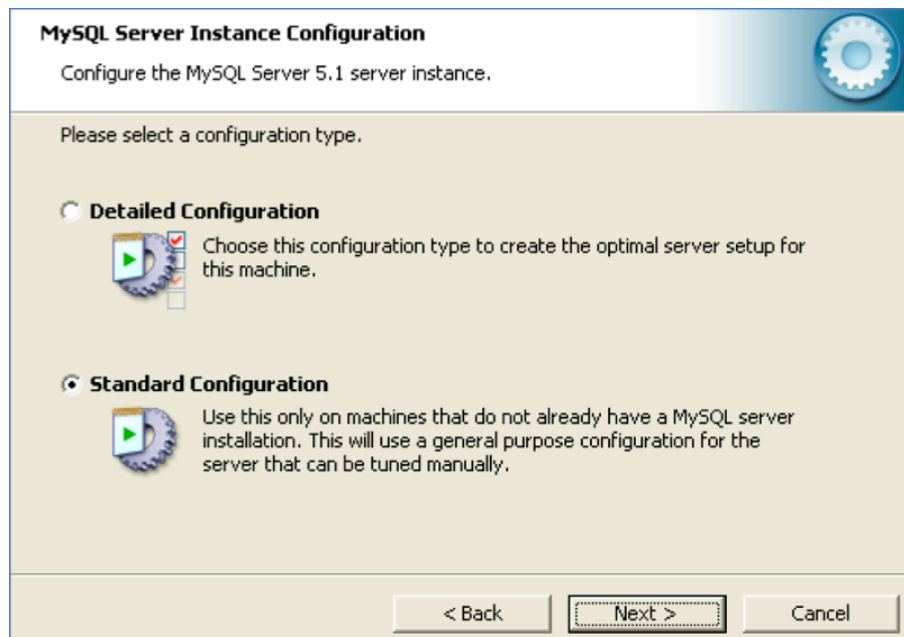 MySQL Server Instance Configuration
Configure the MySQL Server 5.1 server instance.
Please select a configuration type.
Detailed Configuration
Choose this configuration type to create the optimal server setup for
this machine.
Standard Configuration
Use this only on machines that do not already have a MySQL server
installation. This will use a general purpose configuration for the
server that can be tuned manually.
< Back
Next >
Cancel